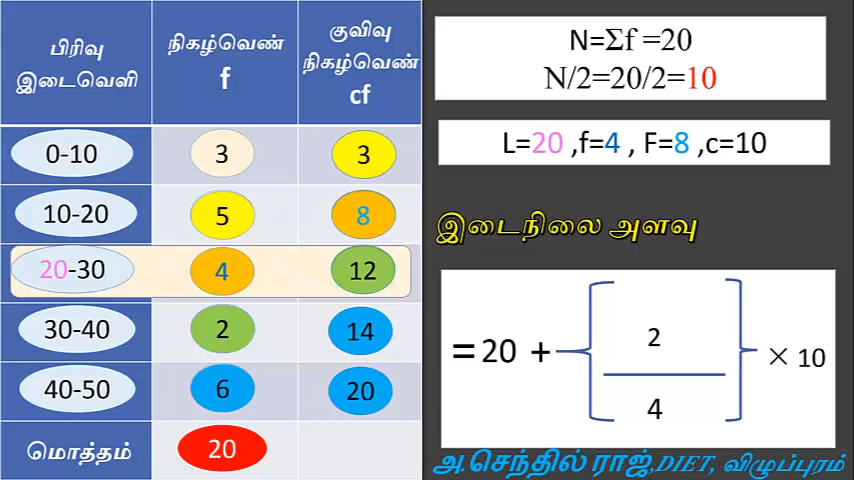 பிரிவு இடைவெளி
நிகழ்வெண் f
குவிவு நிகழ்வெண் cf
0-10 3 3
10-20 5 8
20-30 4 12
30-40 2 14
40-50 6 20
மொத்தம் 20
N=Σf =20
N/2=20/2=10
L=20 ,f=4 , F=8 ,c=10
இடைநிலை அளவு
=20 + { 2 / 4 } × 10
அ.செந்தில் ராஜ்,DIET, விழுப்புரம்